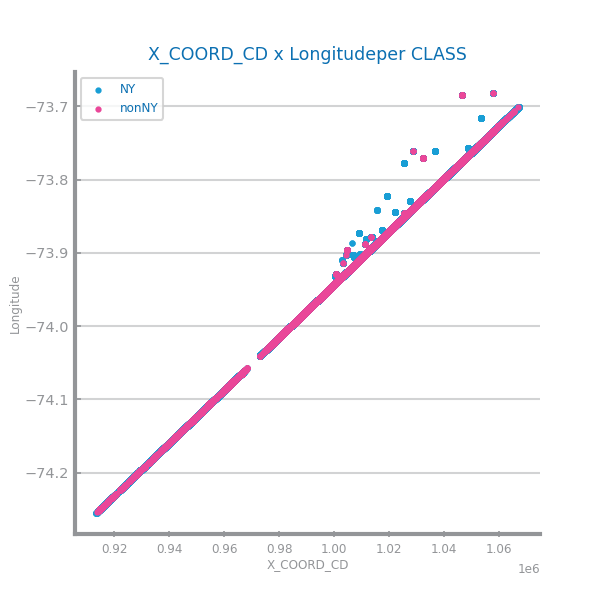 X_COORD_CD x Longitudeper CLASS
NY
nonNY
−73.7
−73.8
−73.9
−74.0
−74.1
−74.2
Longitude
0.92 0.94 0.96 0.98 1.00 1.02 1.04 1.06
X_COORD_CD
1e6